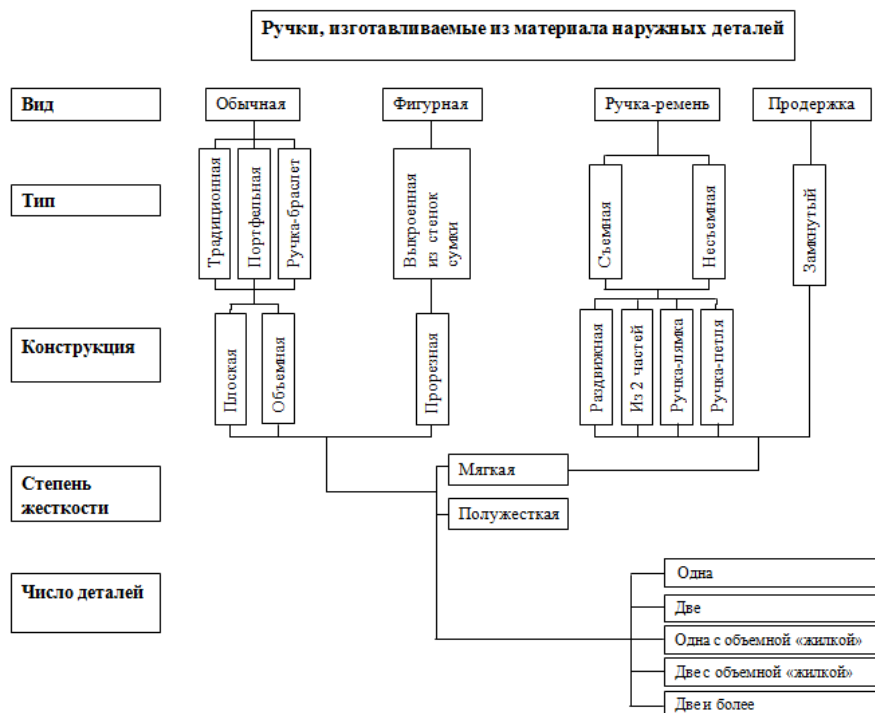 Ручки, изготавливаемые из материала наружных деталей
Вид
Обычная
Фигурная
Ручка-ремень
Продержка
Тип
Традиционная
Портфельная
Ручка-браслет
Выкроенная
из стенок
сумки
Съемная
Несъемная
Замкнутый
Конструкция
Плоская
Объемная
Прорезная
Раздвижная
Из 2 частей
Ручка-лямка
Ручка-петля
Степень
жесткости
Мягкая
Полужесткая
Число деталей
Одна
Две
Одна с объемной «жилкой»
Две с объемной «жилкой»
Две и более